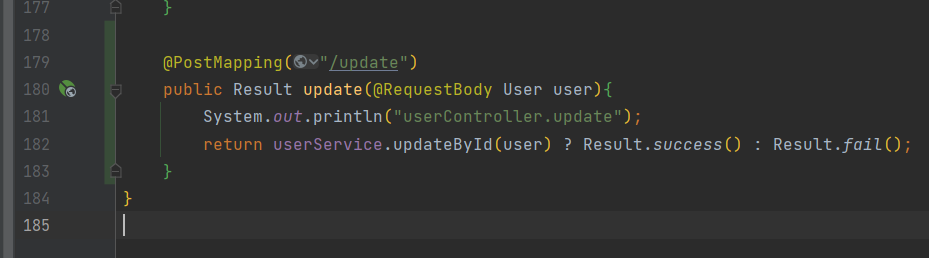 177 }
178
179 @PostMapping("/update")
180 public Result update(@RequestBody User user){
181 System.out.println("userController.update");
182 return userService.updateById(user) ? Result.success() : Result.fail();
183 }
184 }
185